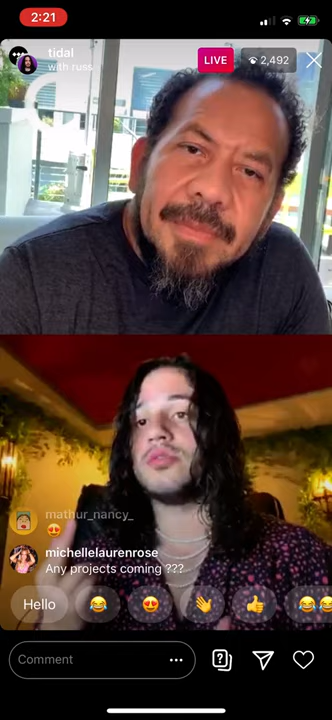 2:21
tidal
with russ
LIVE
2,492
mathur_nancy_
michellelaurenrose
Any projects coming ???
Hello
Comment